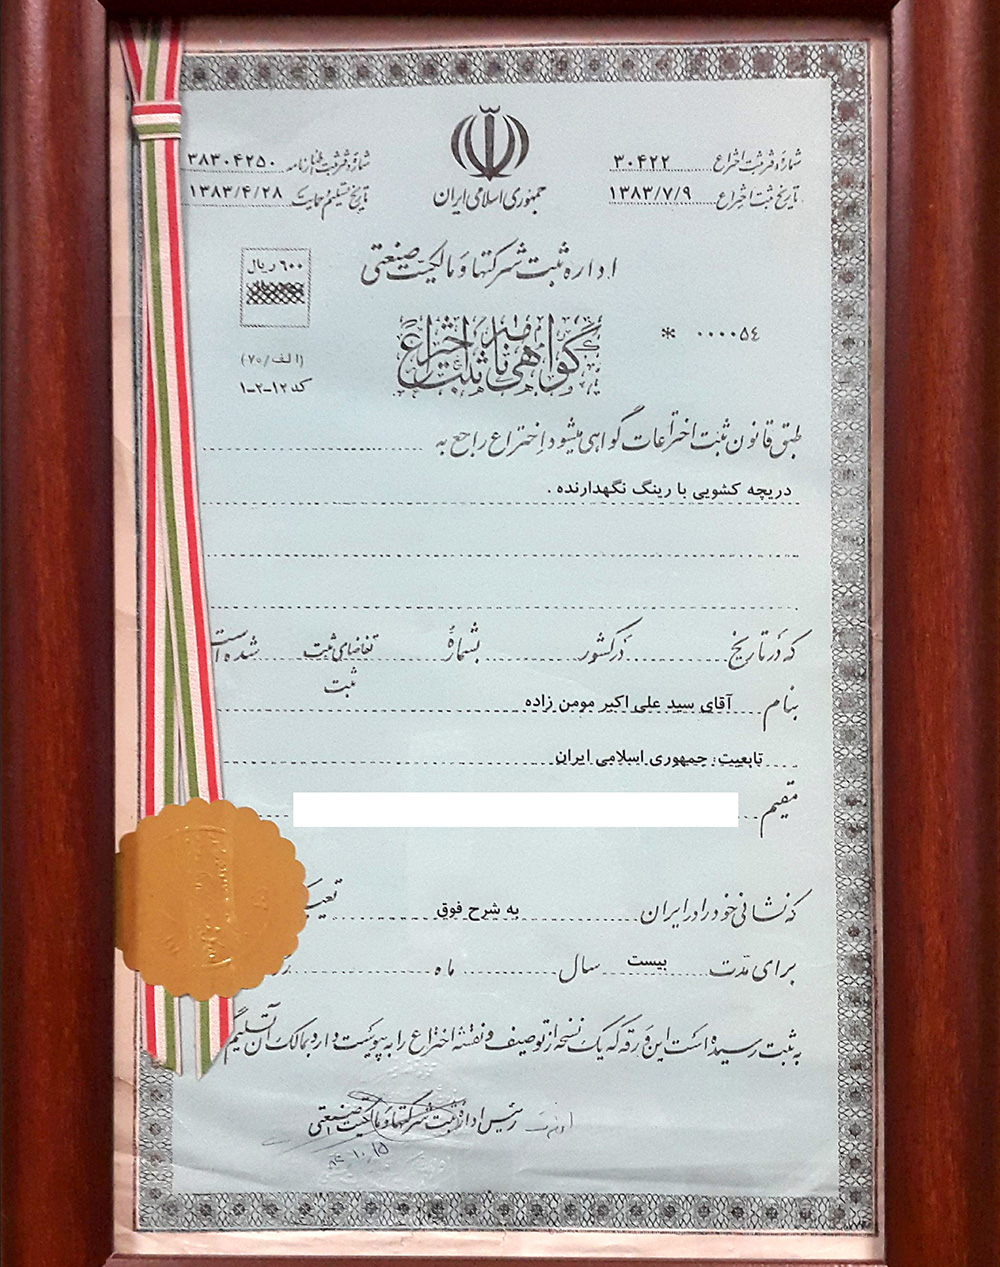 جمهوری اسلامی ایران
شماره دفتر ثبت اختراع ۳۰۴۲۲
تاریخ ثبت اختراع ۱۳۸۳/۷/۹
شماره دفتر ثبت اظهارنامه ۳۸۳۰۴۲۵۰
تاریخ تسلیم و حمایت ۱۳۸۳/۴/۲۸
اداره ثبت شرکتها و مالکیت صنعتی
۶۰۰ ریال
گواهی نامه ثبت اختراع
* ۰۰۰۰۵٤
(الف/۷۰)
کد ۱۲-۲-۱
طبق قانون ثبت اختراعات گواهی میشود اختراع راجع به
دریچه کشویی با رینگ نگهدارنده .
که در تاریخ در کشور بشماره تقاضای ثبت شده است
ثبت
بنام آقای سید علی اکبر مومن زاده
تابعیت: جمهوری اسلامی ایران
مقیم
که نشانی خود را در ایران به شرح فوق
برای مدت بیست سال ماه
به ثبت رسیده است این ورقه که یک نسخه از توصیف و نقشه اختراع را به پیوست دارد بمالک آن تسلیم
رئیس اداره ثبت شرکتها و مالکیت صنعتی